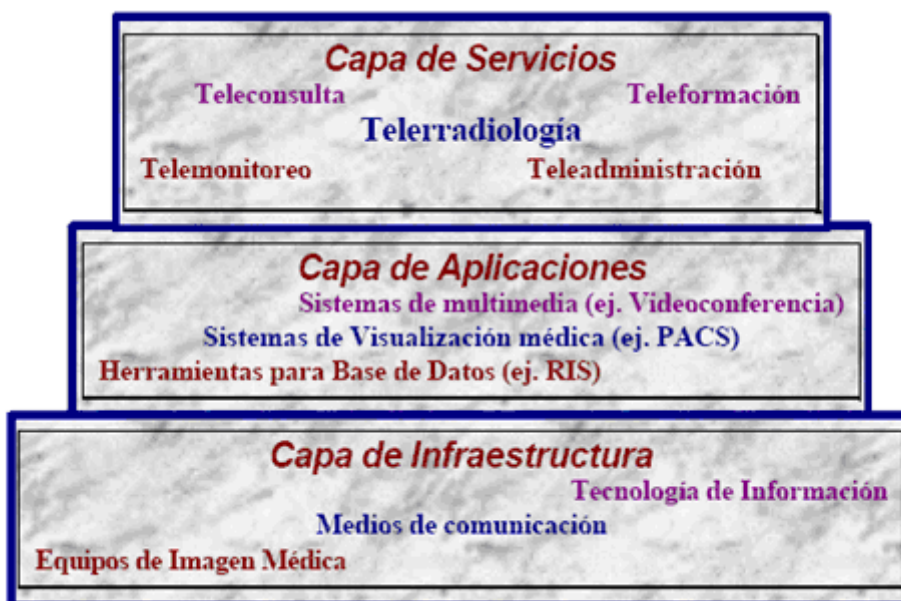 Capa de Servicios
Teleconsulta Teleformación
Telerradiología
Telemonitoreo Teleadministración
Capa de Aplicaciones
Sistemas de multimedia (ej. Videoconferencia)
Sistemas de Visualización médica (ej. PACS)
Herramientas para Base de Datos (ej. RIS)
Capa de Infraestructura
Tecnología de Información
Medios de comunicación
Equipos de Imagen Médica